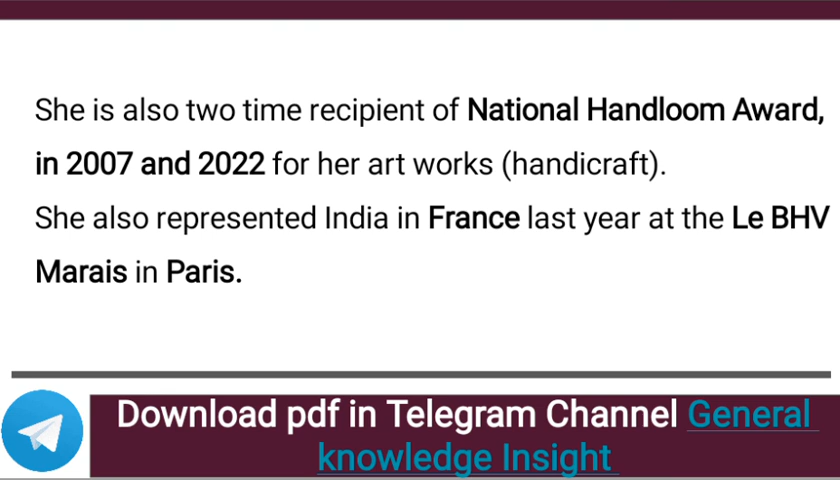 She is also two time recipient of National Handloom Award,
in 2007 and 2022 for her art works (handicraft).
She also represented India in France last year at the Le BHV
Marais in Paris.
Download pdf in Telegram Channel General
knowledge Insight